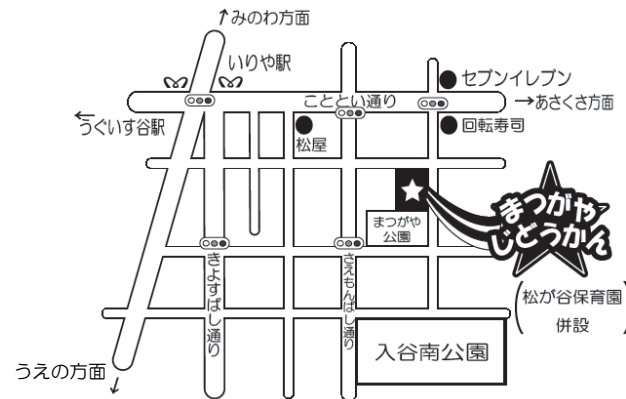 ↗みのわ方面
いりや駅
セブンイレブン
こととい通り
→あさくさ方面
←うぐいす谷駅
松屋
回転寿司
まつがや
公園
まつがや
じどうかん
きよすばし通り
さえもんばし通り
(松が谷保育園
併設)
入谷南公園
うえの方面
↙